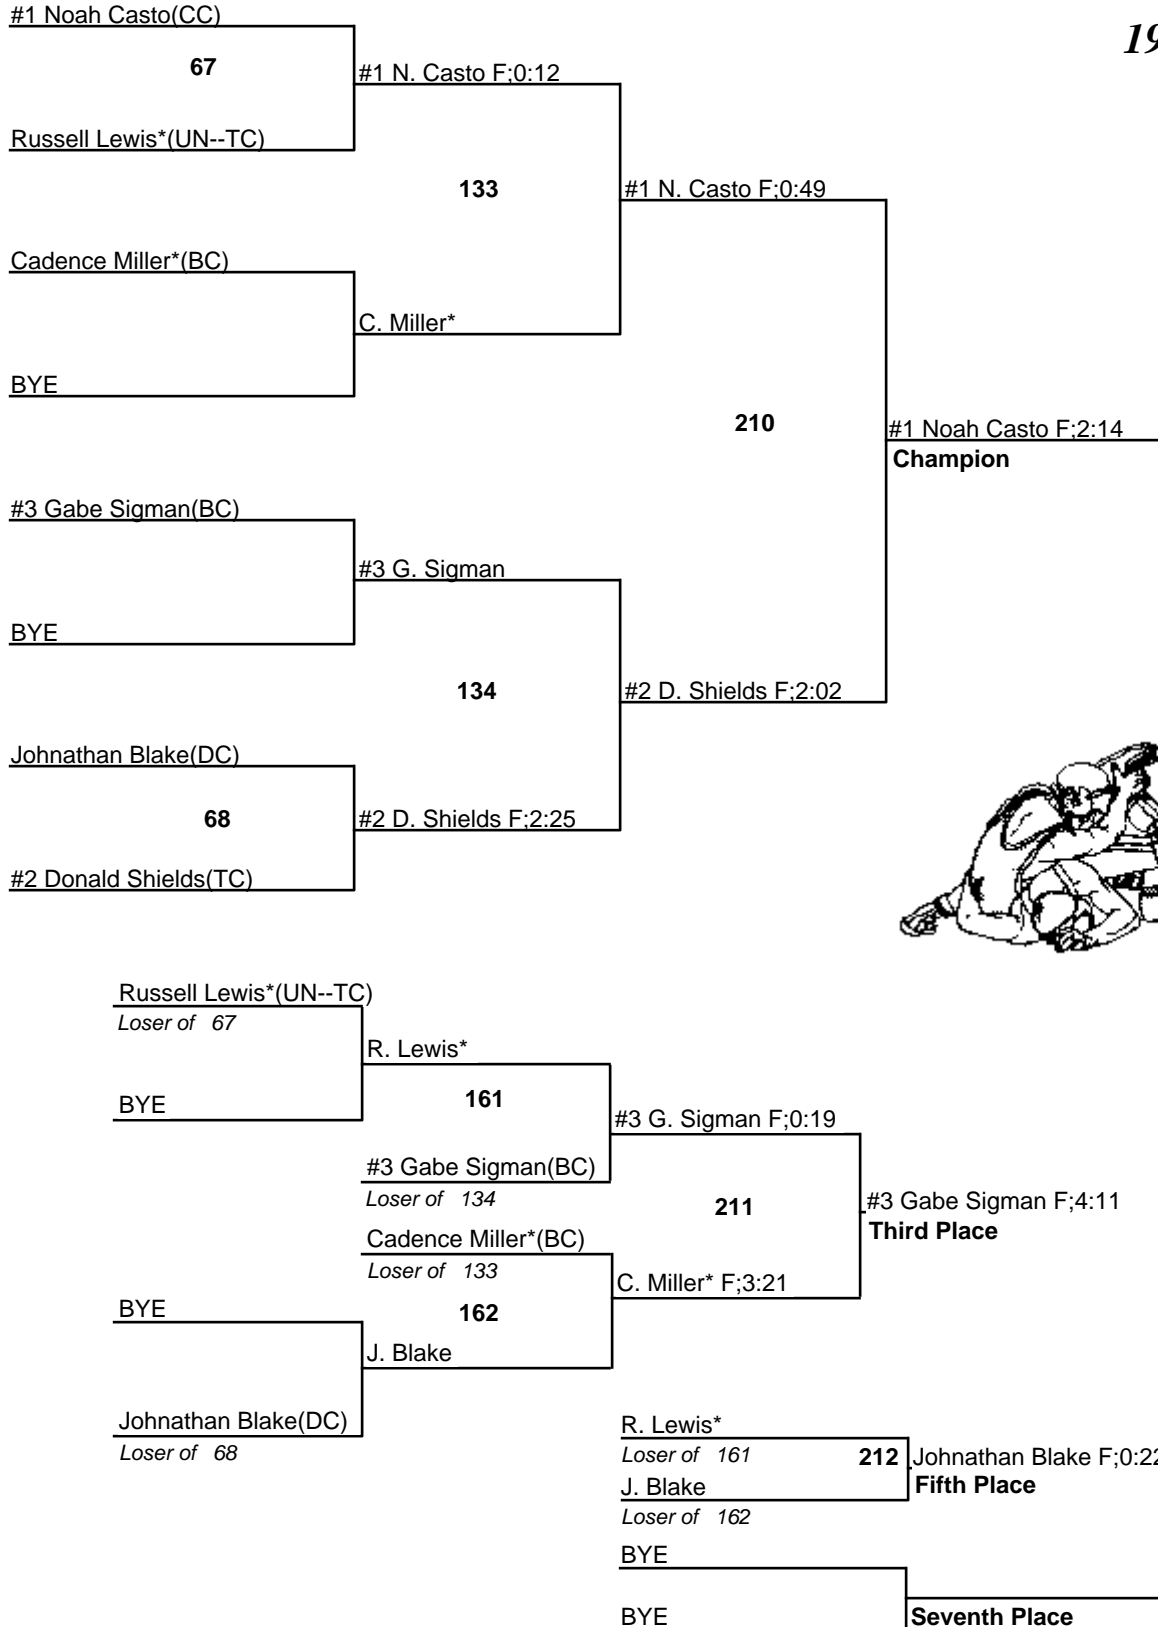 #1 Noah Casto(CC)
19
67
#1 N. Casto F;0:12
Russell Lewis*(UN--TC)
133
#1 N. Casto F;0:49
Cadence Miller*(BC)
C. Miller*
BYE
210
#1 Noah Casto F;2:14
Champion
#3 Gabe Sigman(BC)
#3 G. Sigman
BYE
134
#2 D. Shields F;2:02
Johnathan Blake(DC)
68
#2 D. Shields F;2:25
#2 Donald Shields(TC)
Russell Lewis*(UN--TC)
Loser of 67
R. Lewis*
BYE
161
#3 G. Sigman F;0:19
#3 Gabe Sigman(BC)
Loser of 134
211
#3 Gabe Sigman F;4:11
Third Place
Cadence Miller*(BC)
Loser of 133
C. Miller* F;3:21
BYE
162
J. Blake
Johnathan Blake(DC)
Loser of 68
R. Lewis*
Loser of 161
212
Johnathan Blake F;0:22
Fifth Place
J. Blake
Loser of 162
BYE
BYE
Seventh Place